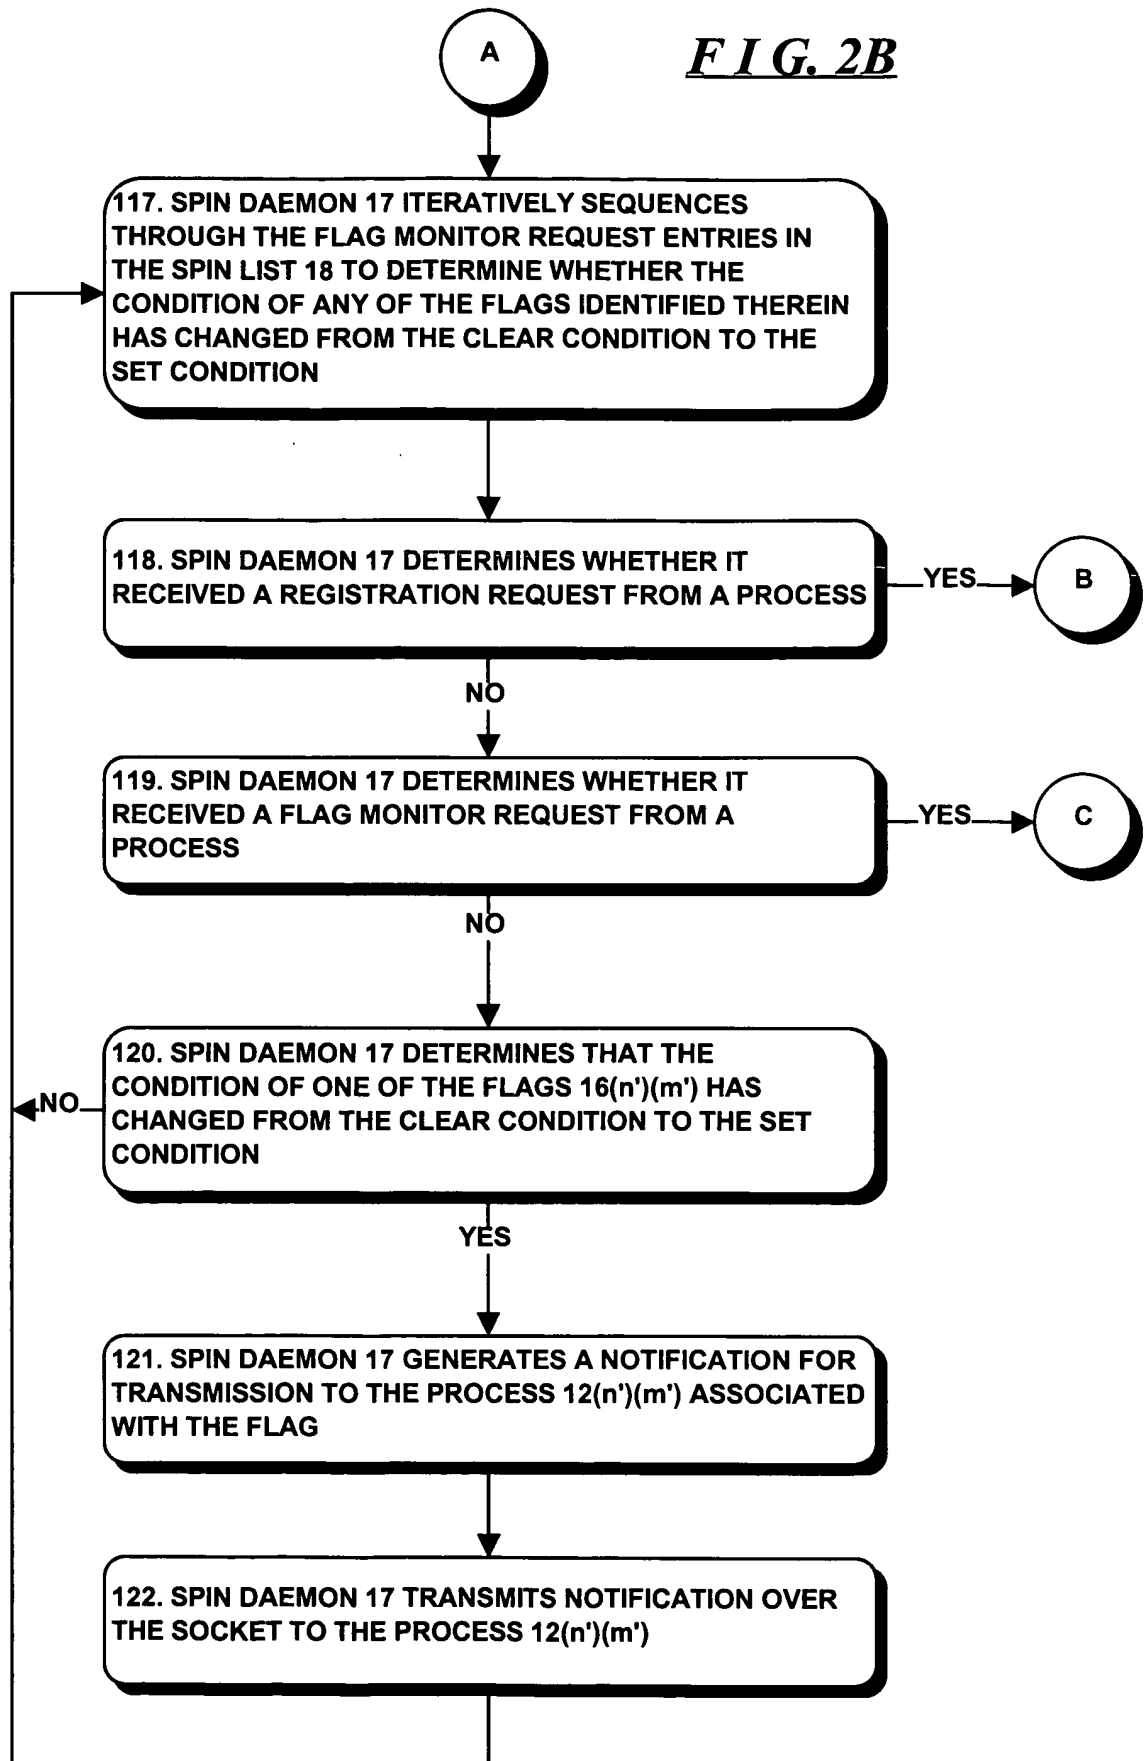 A
F I G. 2B
117. SPIN DAEMON 17 ITERATIVELY SEQUENCES
THROUGH THE FLAG MONITOR REQUEST ENTRIES IN
THE SPIN LIST 18 TO DETERMINE WHETHER THE
CONDITION OF ANY OF THE FLAGS IDENTIFIED THEREIN
HAS CHANGED FROM THE CLEAR CONDITION TO THE
SET CONDITION
118. SPIN DAEMON 17 DETERMINES WHETHER IT
RECEIVED A REGISTRATION REQUEST FROM A PROCESS
YES
B
NO
119. SPIN DAEMON 17 DETERMINES WHETHER IT
RECEIVED A FLAG MONITOR REQUEST FROM A
PROCESS
YES
C
NO
120. SPIN DAEMON 17 DETERMINES THAT THE
CONDITION OF ONE OF THE FLAGS 16(n')(m') HAS
CHANGED FROM THE CLEAR CONDITION TO THE SET
CONDITION
NO
YES
121. SPIN DAEMON 17 GENERATES A NOTIFICATION FOR
TRANSMISSION TO THE PROCESS 12(n')(m') ASSOCIATED
WITH THE FLAG
122. SPIN DAEMON 17 TRANSMITS NOTIFICATION OVER
THE SOCKET TO THE PROCESS 12(n')(m')